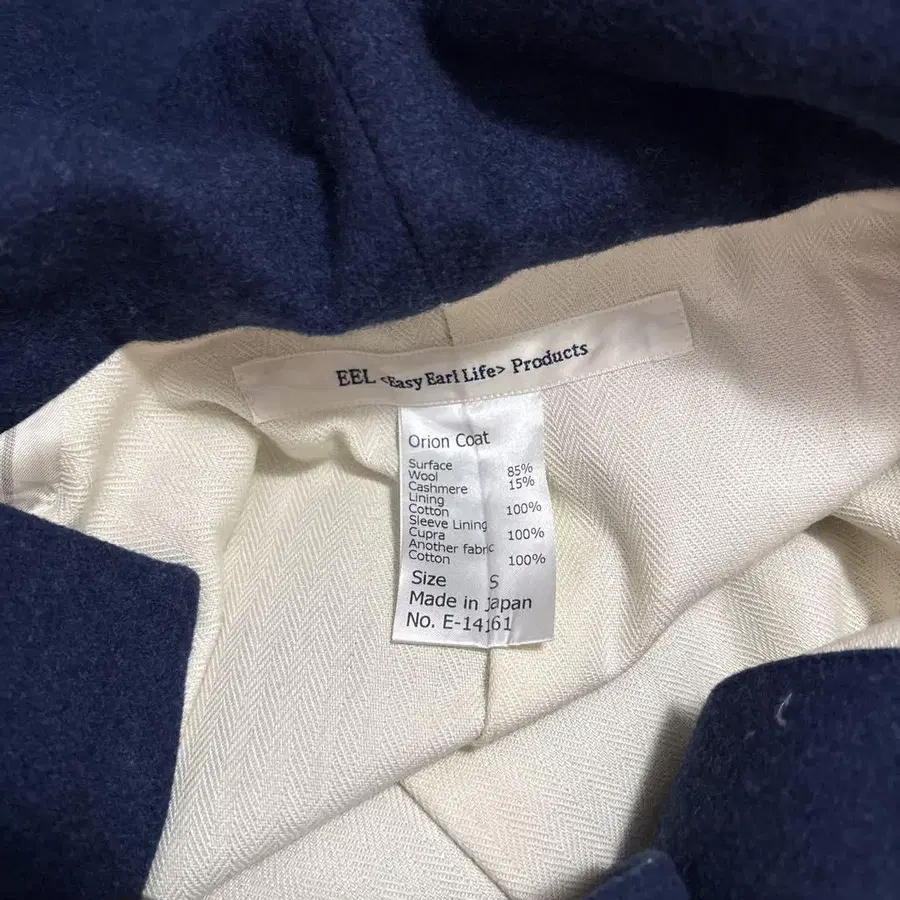 EEL <Easy Earl Life> Products
Orion Coat
Surface
Wool 85%
Cashmere 15%
Lining
Cotton 100%
Sleeve Lining
Cupra 100%
Another fabric
Cotton 100%
Size S
Made in Japan
No. E-14161